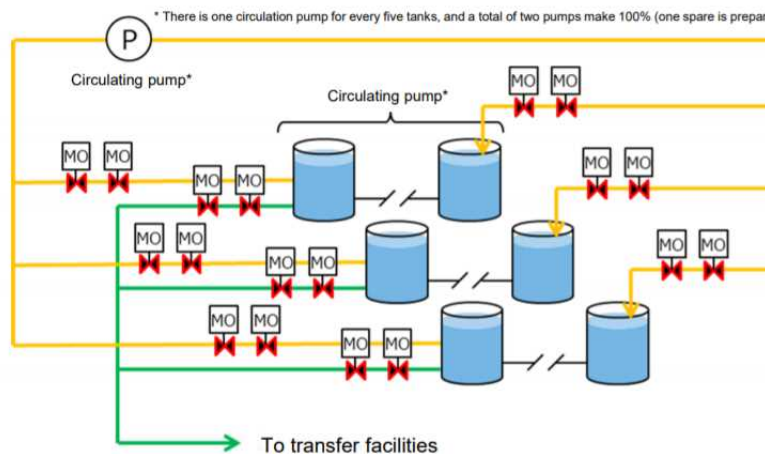 * There is one circulation pump for every five tanks, and a total of two pumps make 100% (one spare is
P
Circulating pump*
Circulating pump*
MO MO
MO MO
MO MO
MO MO
MO MO
MO MO
MO MO
MO MO
MO MO
To transfer facilities